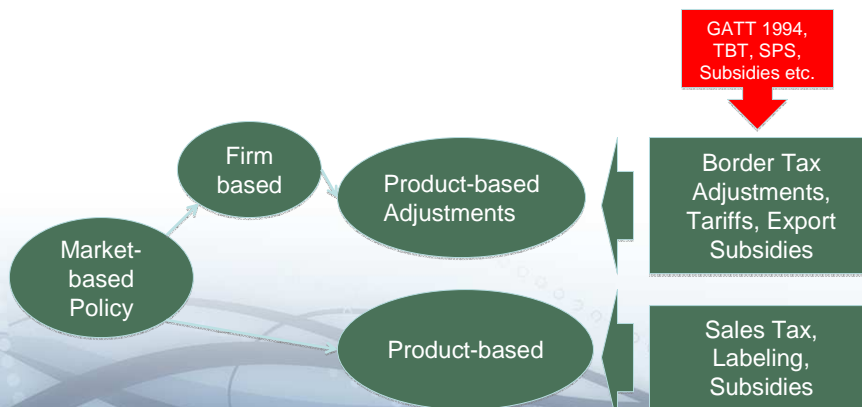 GATT 1994,
TBT, SPS,
Subsidies etc.
Firm
based
Product-based
Adjustments
Border Tax
Adjustments,
Tariffs, Export
Subsidies
Market-
based
Policy
Product-based
Sales Tax,
Labeling,
Subsidies